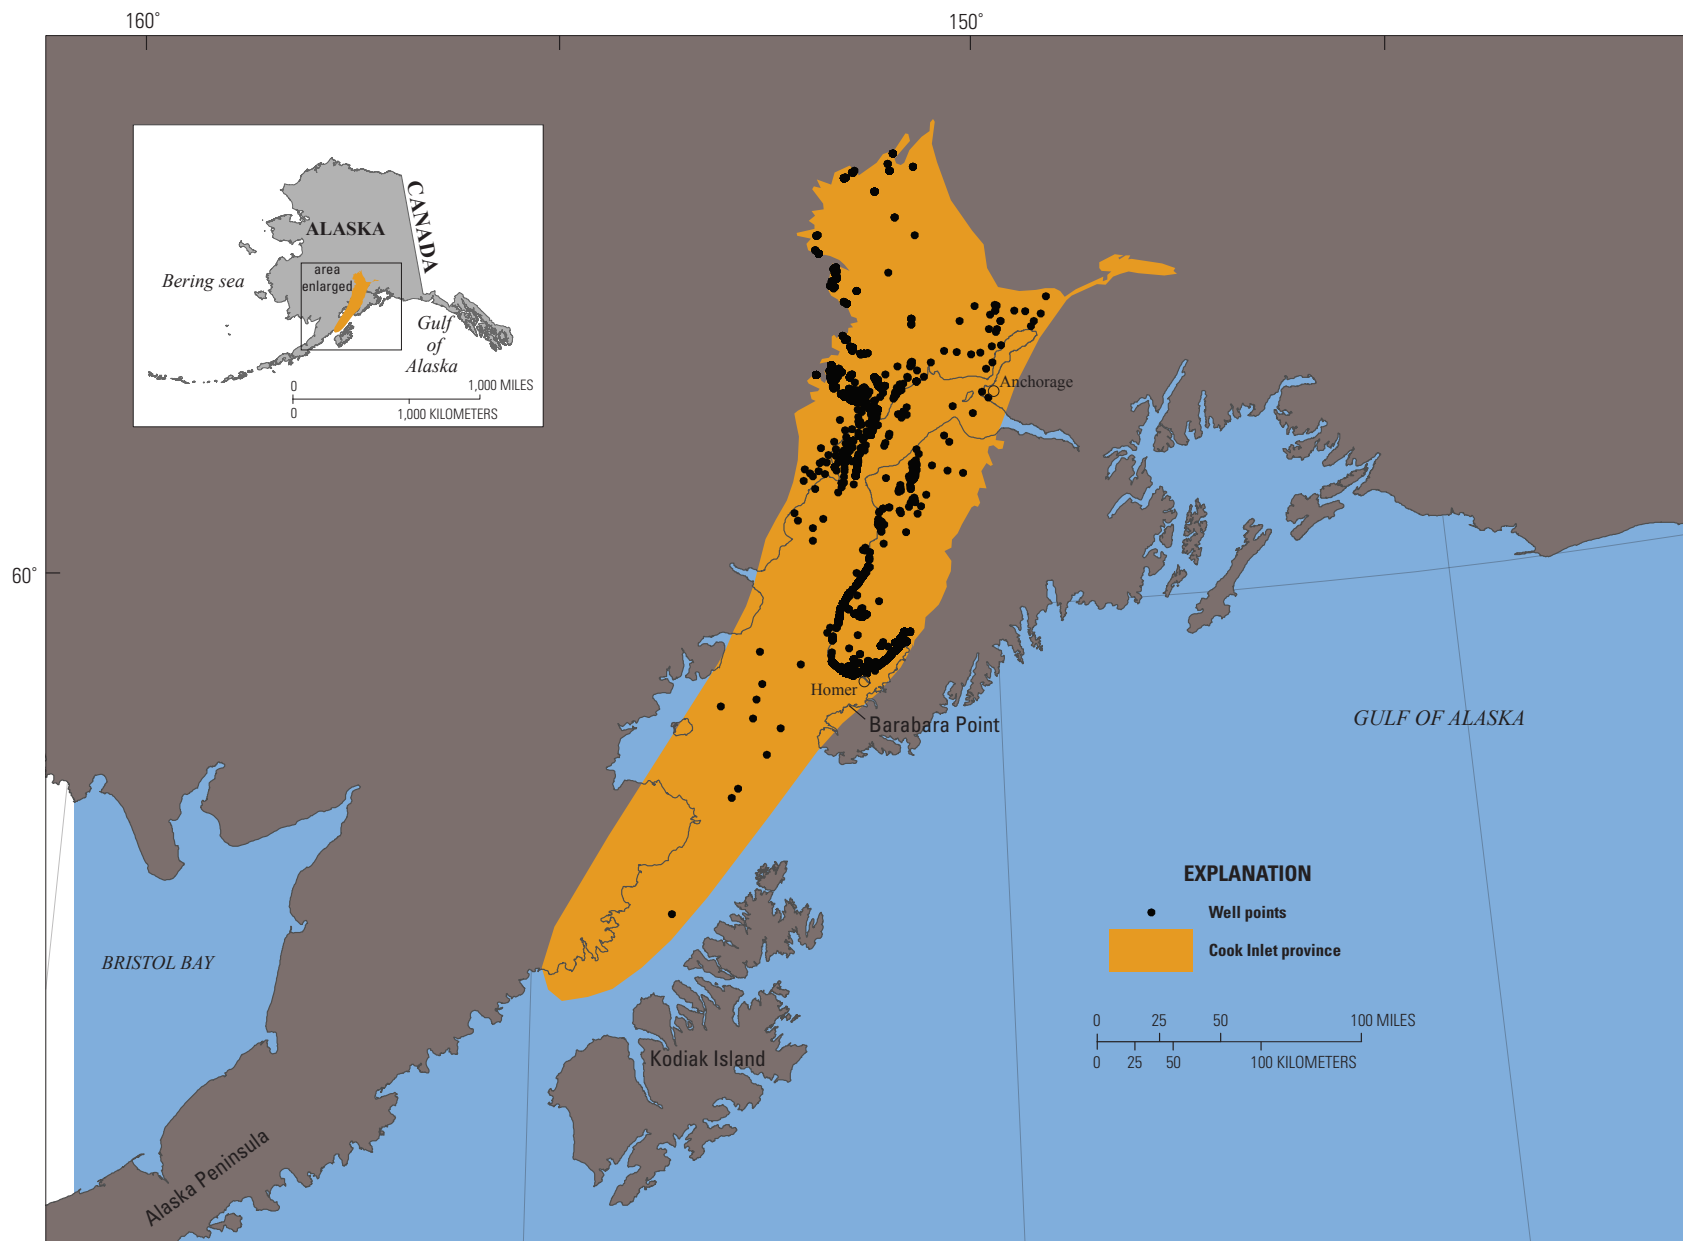 160°
150°
60°
ALASKA
CANADA
Bering sea
area
enlarged
Gulf
of
Alaska
0
1,000 MILES
0
1,000 KILOMETERS
Anchorage
Homer
Barabara Point
GULF OF ALASKA
BRISTOL BAY
Kodiak Island
Alaska Peninsula
EXPLANATION
Well points
Cook Inlet province
0 25 50 100 MILES
0 25 50 100 KILOMETERS